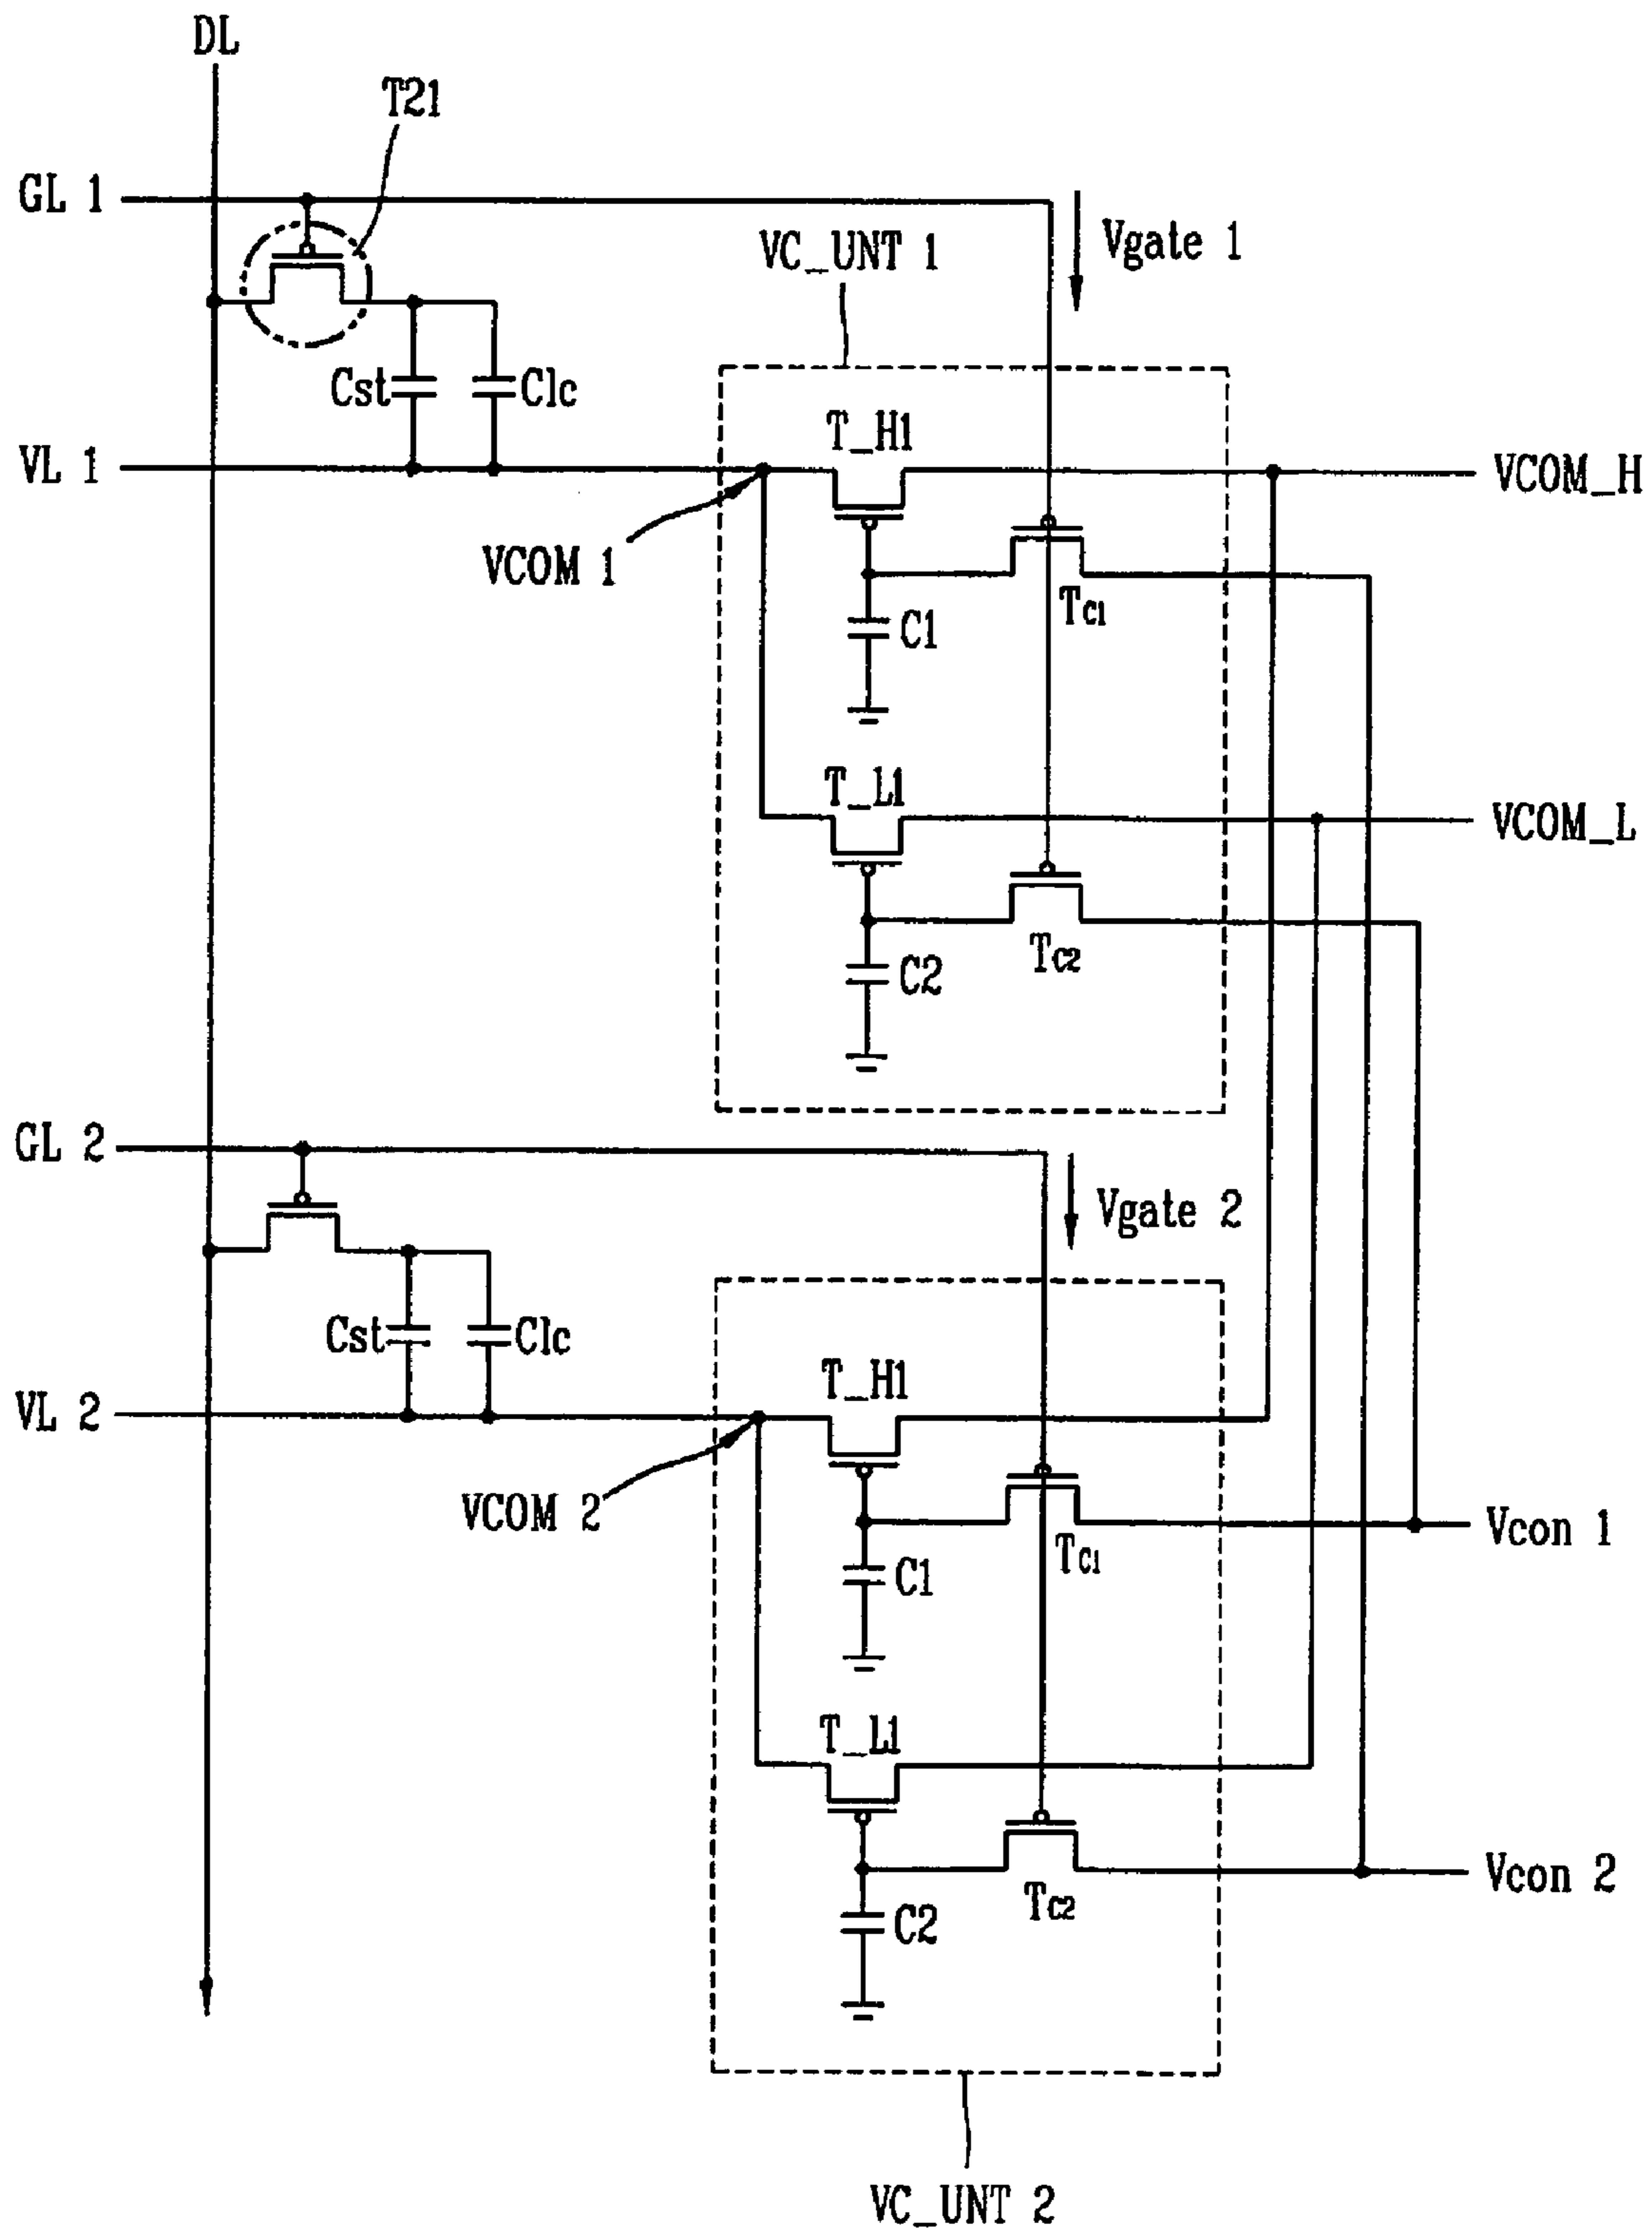 DL
T21
GL 1
Vgate 1
VC_UNT 1
Cst
Clc
T_H1
VL 1
VCOM_H
VCOM 1
Tc1
C1
T_L1
VCOM_L
Tc2
C2
GL 2
Vgate 2
Cst
Clc
T_H1
VL 2
VCOM 2
Vcon 1
Tc1
C1
T_L1
Vcon 2
Tc2
C2
VC_UNT 2